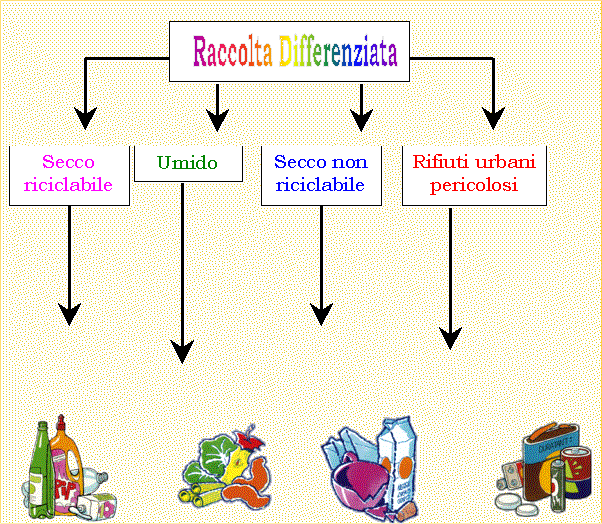 Raccolta Differenziata
Secco
riciclabile
Umido
Secco non
riciclabile
Rifiuti urbani
pericolosi